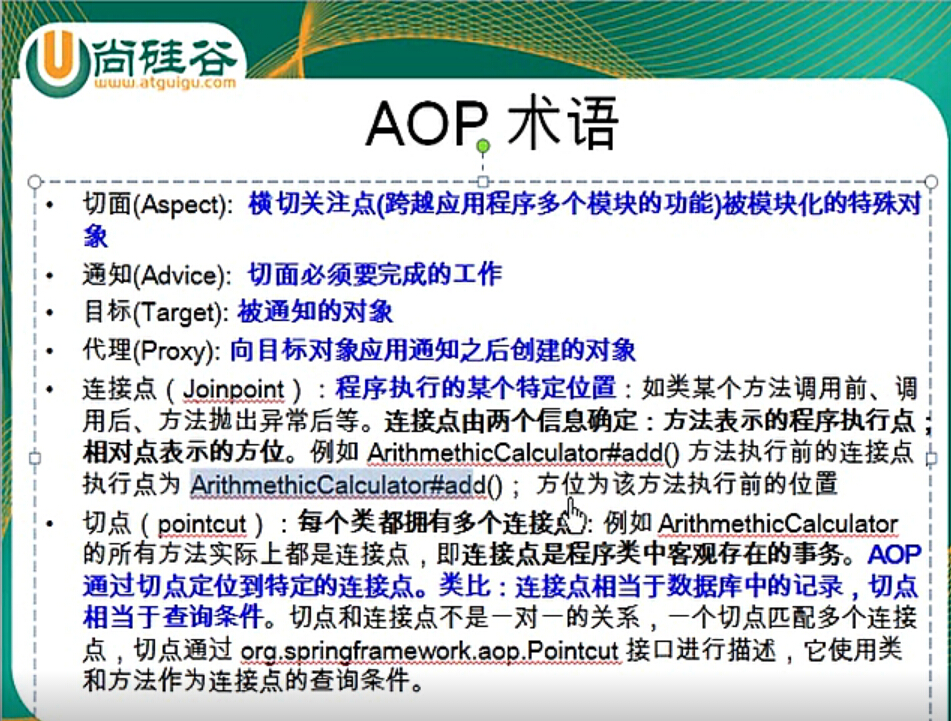 U尚硅谷
www.atguigu.com
AOP 术语
• 切面(Aspect): 横切关注点(跨越应用程序多个模块的功能)被模块化的特殊对
象
• 通知(Advice): 切面必须要完成的工作
• 目标(Target): 被通知的对象
• 代理(Proxy): 向目标对象应用通知之后创建的对象
• 连接点（Joinpoint）：程序执行的某个特定位置：如类某个方法调用前、调
用后、方法抛出异常后等。连接点由两个信息确定：方法表示的程序执行点；
相对点表示的方位。例如 ArithmethicCalculator#add() 方法执行前的连接点，
执行点为 ArithmethicCalculator#add()； 方位为该方法执行前的位置
• 切点（pointcut）：每个类都拥有多个连接点：例如 ArithmethicCalculator
的所有方法实际上都是连接点，即连接点是程序类中客观存在的事务。AOP
通过切点定位到特定的连接点。类比：连接点相当于数据库中的记录，切点
相当于查询条件。切点和连接点不是一对一的关系，一个切点匹配多个连接
点，切点通过 org.springframework.aop.Pointcut 接口进行描述，它使用类
和方法作为连接点的查询条件。